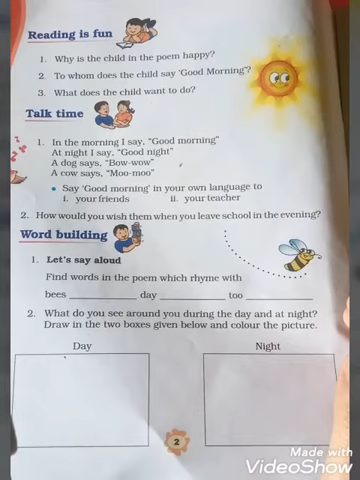 Reading is fun
1. Why is the child in the poem happy?
2. To whom does the child say 'Good Morning'?
3. What does the child want to do?
Talk time
1. In the morning I say, "Good morning"
At night I say, "Good night"
A dog says, "Bow-wow"
A cow says, "Moo-moo"
• Say 'Good morning' in your own language to
i. your friends ii. your teacher
2. How would you wish them when you leave school in the evening?
Word building
1. Let's say aloud
Find words in the poem which rhyme with
bees ____________ day ____________ too ____________
2. What do you see around you during the day and at night?
Draw in the two boxes given below and colour the picture.
Day Night
2
Made with
VideoShow